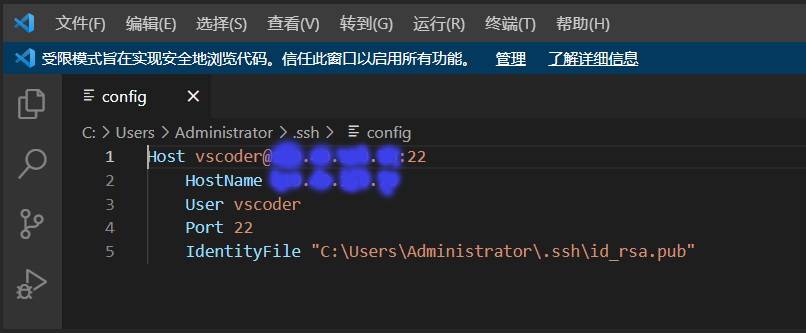 文件(F) 编辑(E) 选择(S) 查看(V) 转到(G) 运行(R) 终端(T) 帮助(H)
受限模式旨在实现安全地浏览代码。信任此窗口以启用所有功能。 管理 了解详细信息
config
C: > Users > Administrator > .ssh > config
1 Host vscoder@ :22
2 HostName
3 User vscoder
4 Port 22
5 IdentityFile "C:\Users\Administrator\.ssh\id_rsa.pub"